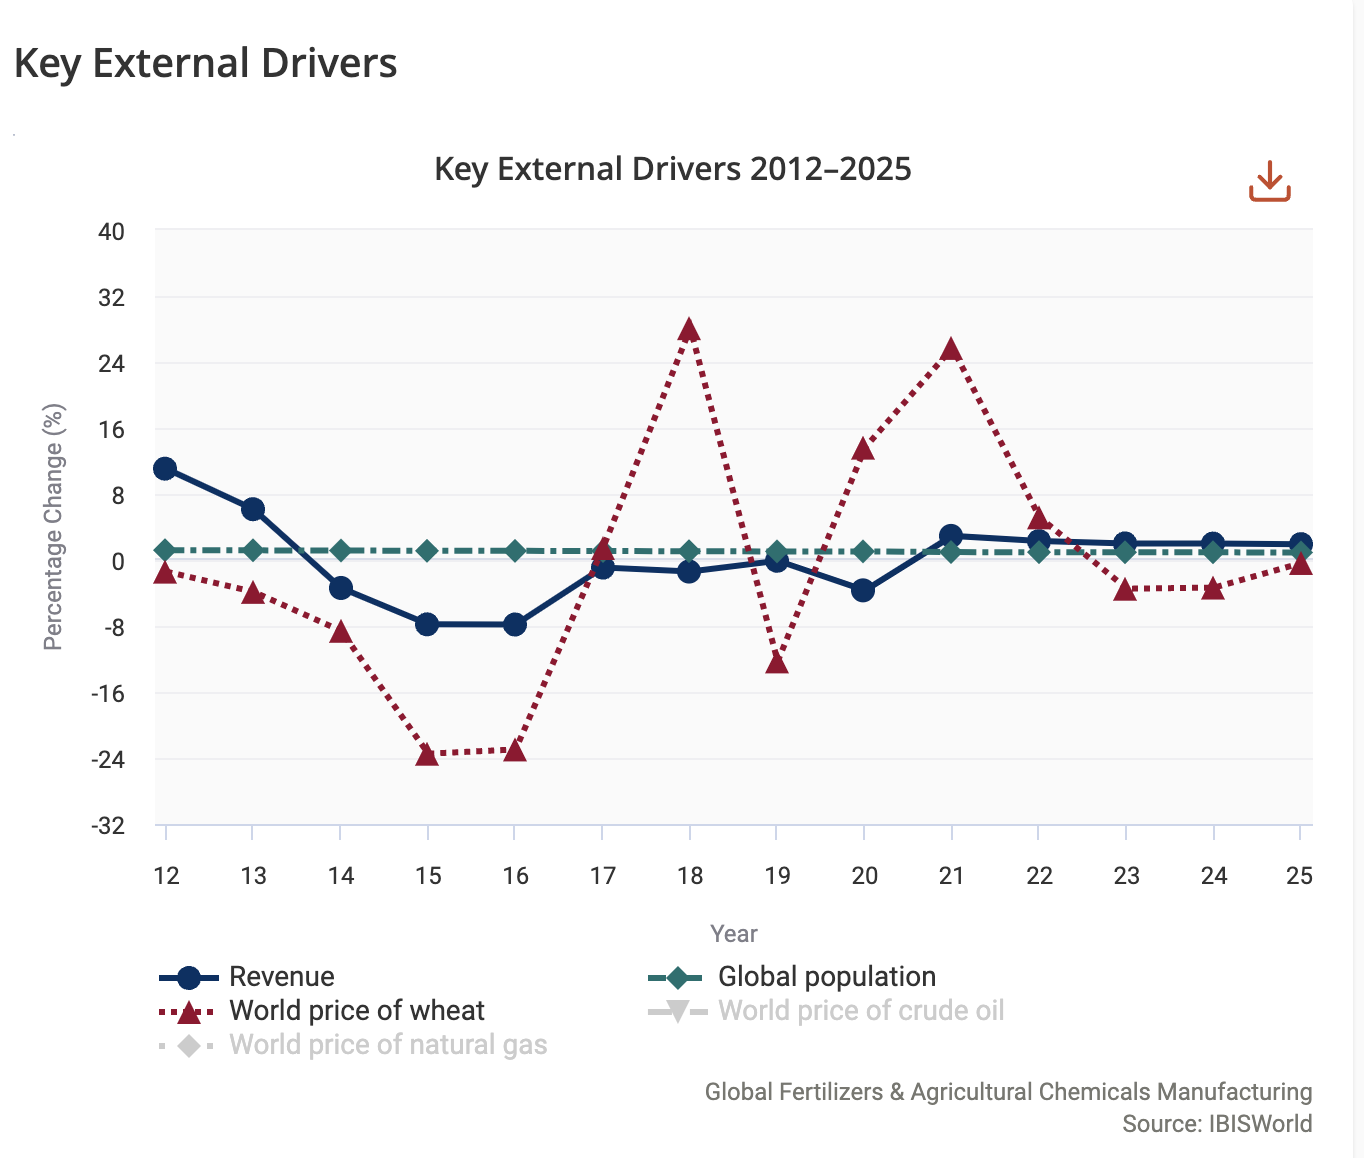 Key External Drivers
Key External Drivers 2012–2025
40
32
24
16
8
0
-8
-16
-24
-32
Percentage Change (%)
12 13 14 15 16 17 18 19 20 21 22 23 24 25
Year
Revenue Global population
World price of wheat World price of crude oil
World price of natural gas
Global Fertilizers & Agricultural Chemicals Manufacturing
Source: IBISWorld